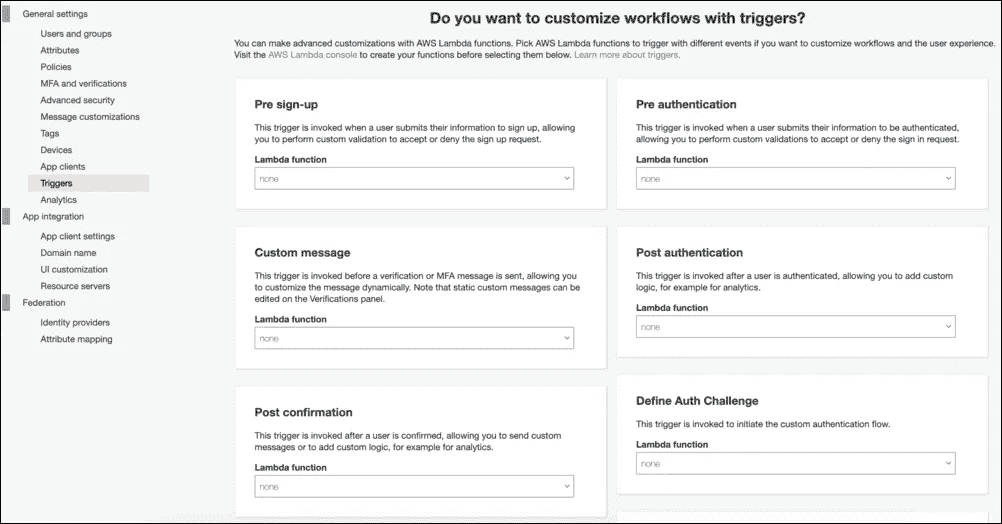 General settings
Users and groups
Attributes
Policies
MFA and verifications
Advanced security
Message customizations
Tags
Devices
App clients
Triggers
Analytics
App integration
App client settings
Domain name
UI customization
Resource servers
Federation
Identity providers
Attribute mapping
Do you want to customize workflows with triggers?
You can make advanced customizations with AWS Lambda functions. Pick AWS Lambda functions to trigger with different events if you want to customize workflows and the user experience.
Visit the AWS Lambda console to create your functions before selecting them below. Learn more about triggers.
Pre sign-up
This trigger is invoked when a user submits their information to sign up, allowing
you to perform custom validation to accept or deny the sign up request.
Lambda function
none
Pre authentication
This trigger is invoked when a user submits their information to be authenticated,
allowing you to perform custom validations to accept or deny the sign in request.
Lambda function
none
Custom message
This trigger is invoked before a verification or MFA message is sent, allowing you
to customize the message dynamically. Note that static custom messages can be
edited on the Verifications panel.
Lambda function
none
Post authentication
This trigger is invoked after a user is authenticated, allowing you to add custom
logic, for example for analytics.
Lambda function
none
Post confirmation
This trigger is invoked after a user is confirmed, allowing you to send custom
messages or to add custom logic, for example for analytics.
Lambda function
none
Define Auth Challenge
This trigger is invoked to initiate the custom authentication flow.
Lambda function
none